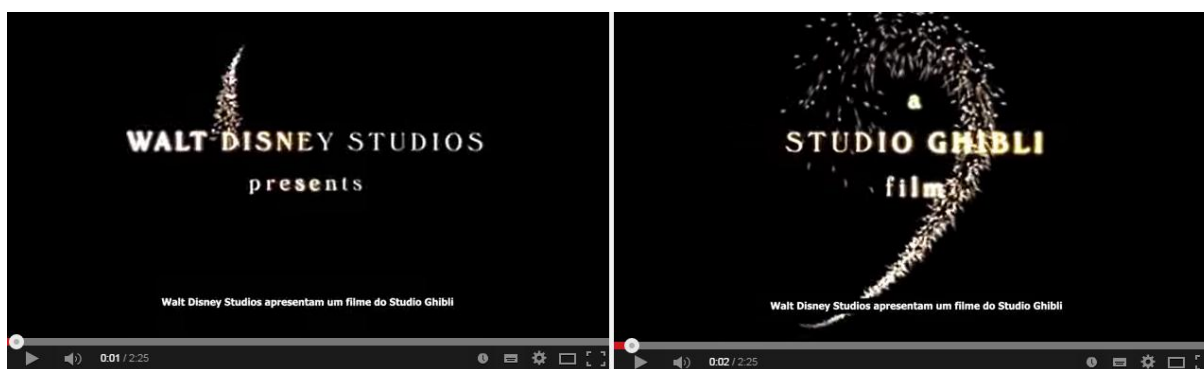 WALT DISNEY STUDIOS
presents
Walt Disney Studios apresentam um filme do Studio Ghibli
0:01 / 2:25
a
STUDIO GHIBLI
film
Walt Disney Studios apresentam um filme do Studio Ghibli
0:02 / 2:25